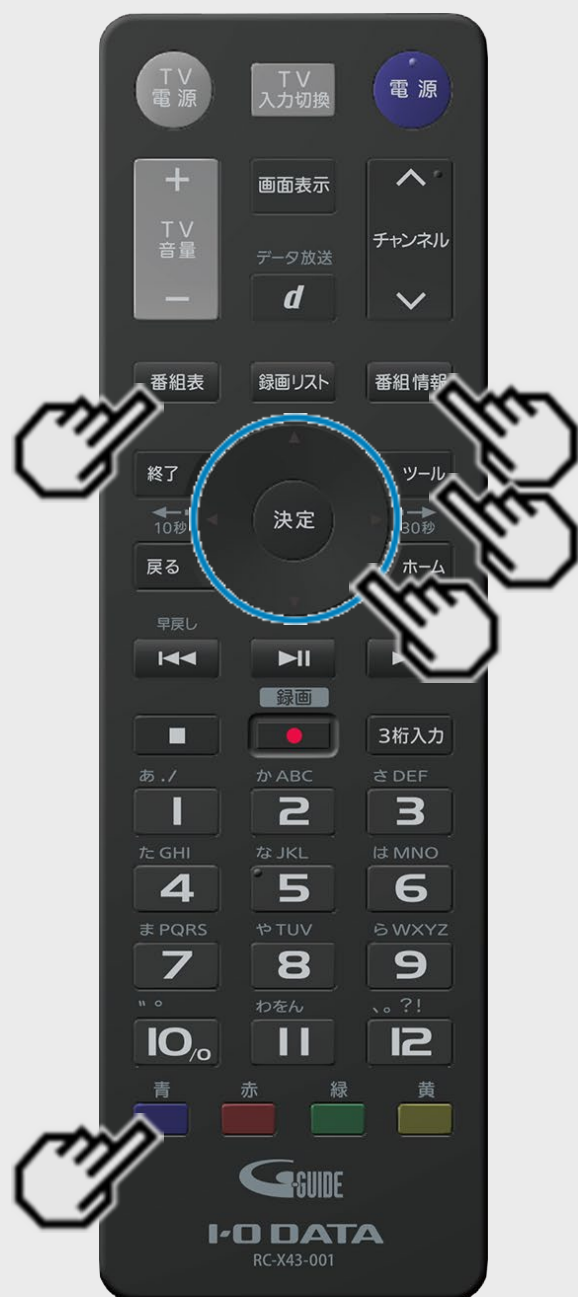 TV
電源
TV
入力切換
電源
+
TV
音量
−
画面表示
データ放送
d
チャンネル
番組表
録画リスト
番組情報
終了
ツール
10秒
決定
30秒
戻る
ホーム
早戻し
録画
3桁入力
あ./
かABC
さDEF
1
2
3
たGHI
なJKL
はMNO
4
5
6
まPQRS
やTUV
らWXYZ
7
8
9
゛゜
わをん
、。?!
10/0
11
12
青
赤
緑
黄
G-GUIDE
I-O DATA
RC-X43-001